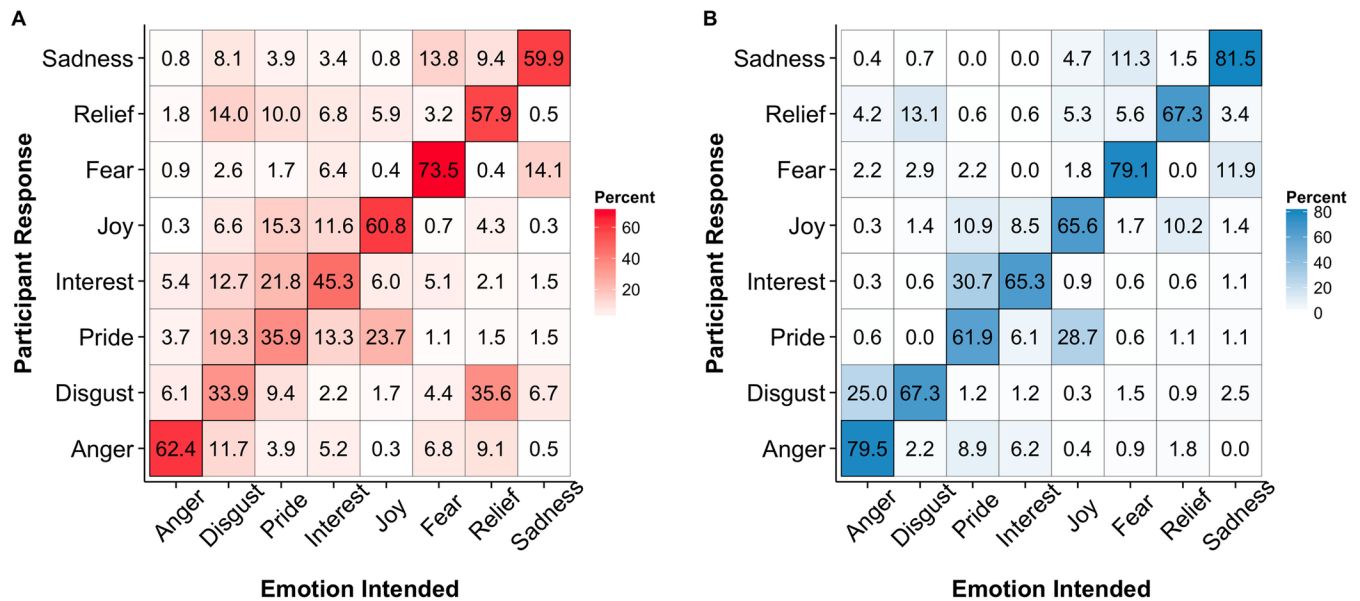 A
Participant Response
Sadness 0.8 8.1 3.9 3.4 0.8 13.8 9.4 59.9
Relief 1.8 14.0 10.0 6.8 5.9 3.2 57.9 0.5
Fear 0.9 2.6 1.7 6.4 0.4 73.5 0.4 14.1
Joy 0.3 6.6 15.3 11.6 60.8 0.7 4.3 0.3
Interest 5.4 12.7 21.8 45.3 6.0 5.1 2.1 1.5
Pride 3.7 19.3 35.9 13.3 23.7 1.1 1.5 1.5
Disgust 6.1 33.9 9.4 2.2 1.7 4.4 35.6 6.7
Anger 62.4 11.7 3.9 5.2 0.3 6.8 9.1 0.5
Anger Disgust Pride Interest Joy Fear Relief Sadness
Emotion Intended
Percent
60
40
20
B
Participant Response
Sadness 0.4 0.7 0.0 0.0 4.7 11.3 1.5 81.5
Relief 4.2 13.1 0.6 0.6 5.3 5.6 67.3 3.4
Fear 2.2 2.9 2.2 0.0 1.8 79.1 0.0 11.9
Joy 0.3 1.4 10.9 8.5 65.6 1.7 10.2 1.4
Interest 0.3 0.6 30.7 65.3 0.9 0.6 0.6 1.1
Pride 0.6 0.0 61.9 6.1 28.7 0.6 1.1 1.1
Disgust 25.0 67.3 1.2 1.2 0.3 1.5 0.9 2.5
Anger 79.5 2.2 8.9 6.2 0.4 0.9 1.8 0.0
Anger Disgust Pride Interest Joy Fear Relief Sadness
Emotion Intended
Percent
80
60
40
20
0